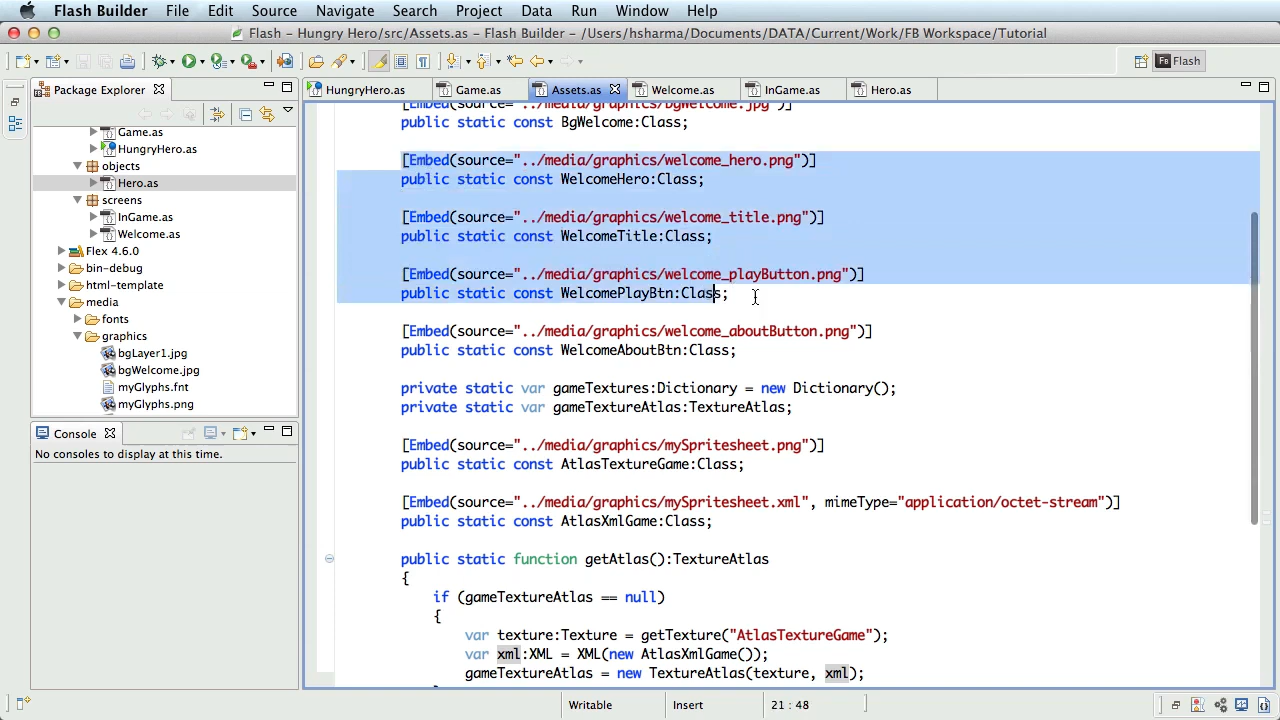 Flash Builder File Edit Source Navigate Search Project Data Run Window Help
Flash - Hungry Hero/src/Assets.as - Flash Builder - /Users/hsharma/Documents/DATA/Current/Work/FB Workspace/Tutorial
Flash
Package Explorer
HungryHero.as Game.as Assets.as Welcome.as InGame.as Hero.as
Game.as
HungryHero.as
objects
Hero.as
screens
InGame.as
Welcome.as
Flex 4.6.0
bin-debug
html-template
media
fonts
graphics
bgLayer1.jpg
bgWelcome.jpg
myGlyphs.fnt
myGlyphs.png
Console
No consoles to display at this time.
[Embed(source="../media/graphics/bgWelcome.jpg")]
public static const BgWelcome:Class;
[Embed(source="../media/graphics/welcome_hero.png")]
public static const WelcomeHero:Class;
[Embed(source="../media/graphics/welcome_title.png")]
public static const WelcomeTitle:Class;
[Embed(source="../media/graphics/welcome_playButton.png")]
public static const WelcomePlayBtn:Class;
[Embed(source="../media/graphics/welcome_aboutButton.png")]
public static const WelcomeAboutBtn:Class;
private static var gameTextures:Dictionary = new Dictionary();
private static var gameTextureAtlas:TextureAtlas;
[Embed(source="../media/graphics/mySpritesheet.png")]
public static const AtlasTextureGame:Class;
[Embed(source="../media/graphics/mySpritesheet.xml", mimeType="application/octet-stream")]
public static const AtlasXmlGame:Class;
public static function getAtlas():TextureAtlas
{
if (gameTextureAtlas == null)
{
var texture:Texture = getTexture("AtlasTextureGame");
var xml:XML = XML(new AtlasXmlGame());
gameTextureAtlas = new TextureAtlas(texture, xml);
Writable Insert 21 : 48